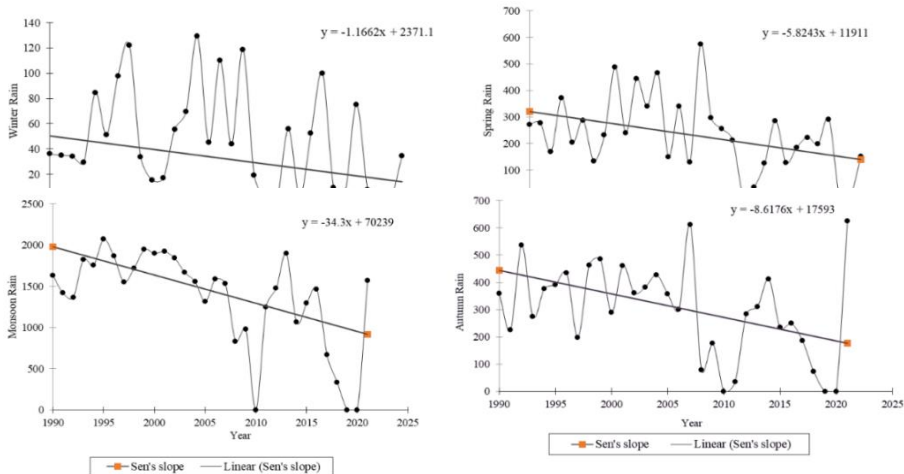 y = -1.1662x + 2371.1
Winter Rain
140
120
100
80
60
40
20
y = -5.8243x + 11911
Spring Rain
700
600
500
400
300
200
100
y = -34.3x + 70239
Monsoon Rain
2500
2000
1500
1000
500
0
1990 1995 2000 2005 2010 2015 2020 2025
Year
Sen's slope Linear (Sen's slope)
y = -8.6176x + 17593
Autumn Rain
700
600
500
400
300
200
100
0
1990 1995 2000 2005 2010 2015 2020 2025
Year
Sen's slope Linear (Sen's slope)